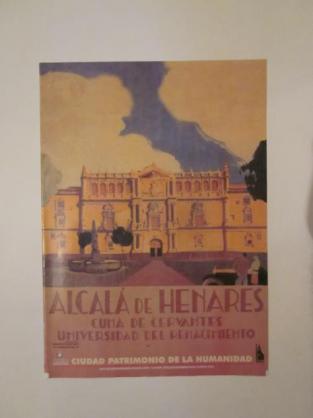 ALCALÁ DE HENARES
CUNA DE CERVANTES
UNIVERSIDAD DEL RENACIMIENTO
CIUDAD PATRIMONIO DE LA HUMANIDAD